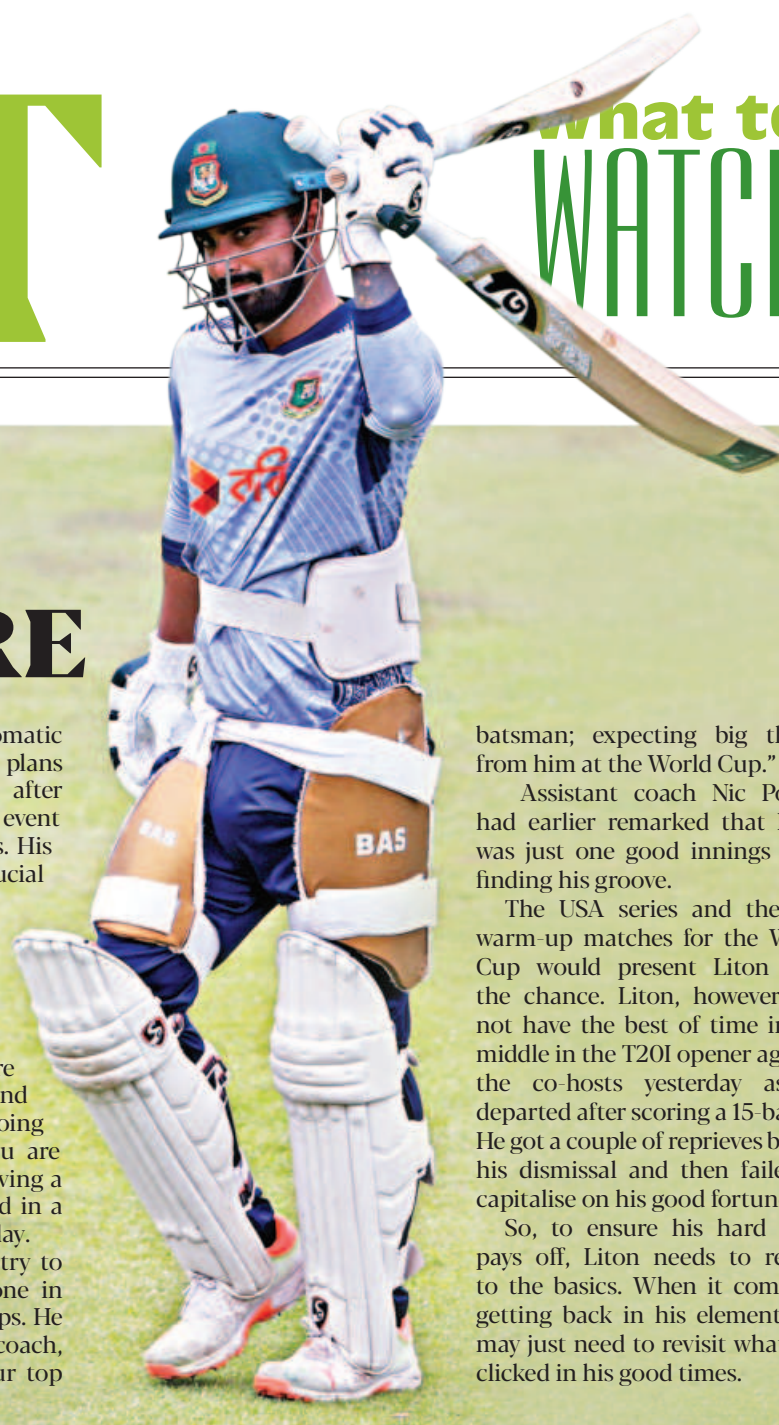 T
what to
WATCH
রবি
SG
BAS
BAS
RE
omatic
plans
after
event
s. His
ucial
re
nd
oing
u are
ving a
d in a
lay.
try to
one in
ps. He
coach,
ur top
batsman; expecting big th
from him at the World Cup.”
Assistant coach Nic Po
had earlier remarked that
was just one good innings
finding his groove.
The USA series and the
warm-up matches for the W
Cup would present Liton
the chance. Liton, however
not have the best of time in
middle in the T20I opener ag
the co-hosts yesterday as
departed after scoring a 15-ba
He got a couple of reprieves b
his dismissal and then faile
capitalise on his good fortun
So, to ensure his hard
pays off, Liton needs to re
to the basics. When it com
getting back in his element
may just need to revisit wha
clicked in his good times.